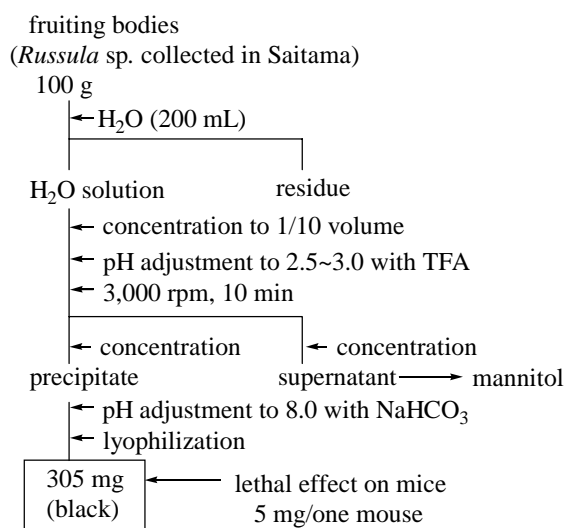 fruiting bodies
(Russula sp. collected in Saitama)
100 g
H₂O (200 mL)
H₂O solution residue
concentration to 1/10 volume
pH adjustment to 2.5~3.0 with TFA
3,000 rpm, 10 min
concentration concentration
precipitate supernatant mannitol
pH adjustment to 8.0 with NaHCO₃
lyophilization
305 mg lethal effect on mice
(black) 5 mg/one mouse